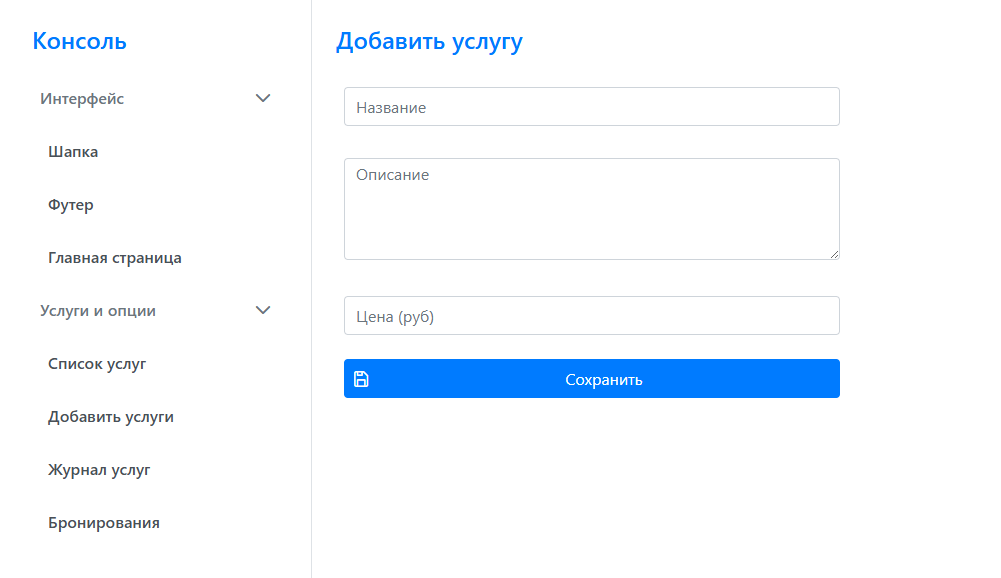 Консоль
Интерфейс
Шапка
Футер
Главная страница
Услуги и опции
Список услуг
Добавить услуги
Журнал услуг
Бронирования
Добавить услугу
Название
Описание
Цена (руб)
Сохранить